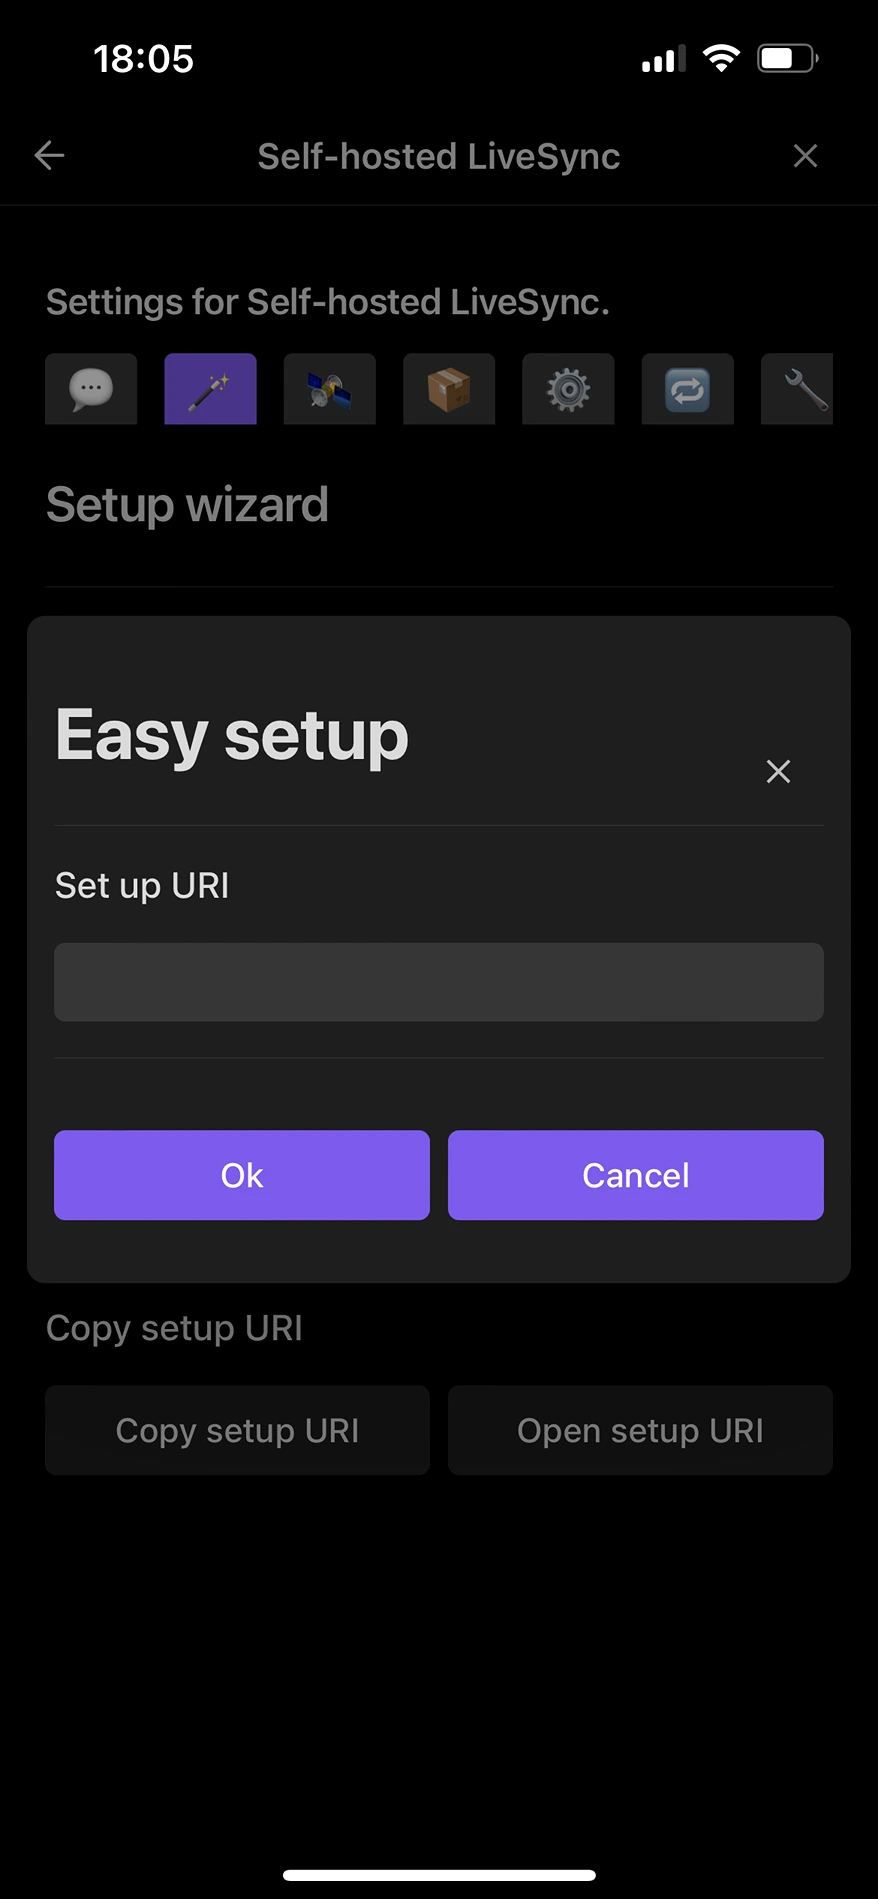 18:05
Self-hosted LiveSync
Settings for Self-hosted LiveSync.
Setup wizard
Easy setup
Set up URI
Ok Cancel
Copy setup URI
Copy setup URI Open setup URI